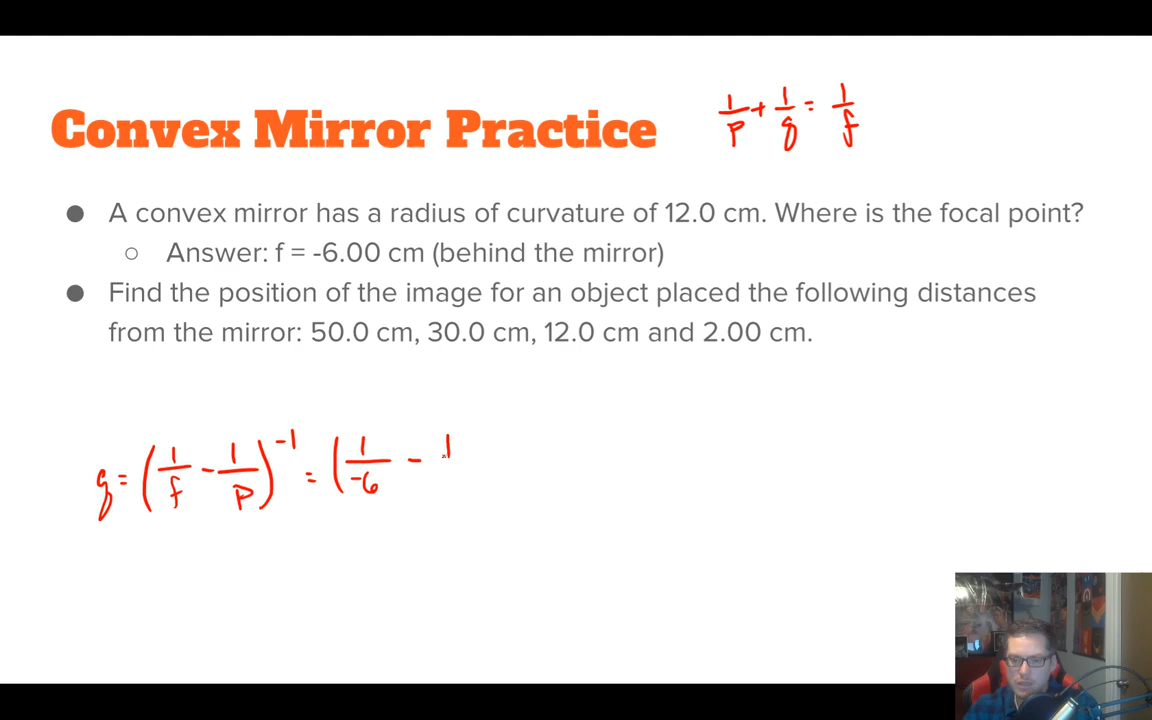 Convex Mirror Practice
1/p + 1/q = 1/f
● A convex mirror has a radius of curvature of 12.0 cm. Where is the focal point?
○ Answer: f = -6.00 cm (behind the mirror)
● Find the position of the image for an object placed the following distances
from the mirror: 50.0 cm, 30.0 cm, 12.0 cm and 2.00 cm.
q = (1/f - 1/p)^-1 = (1/-6 - 1